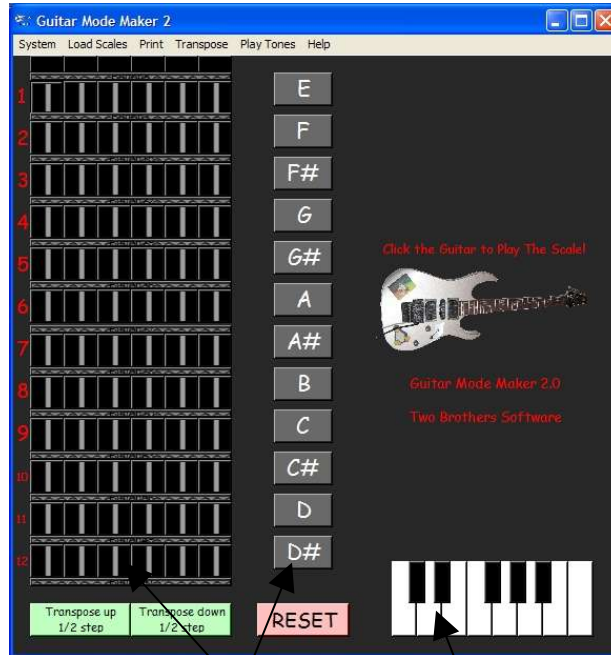 Guitar Mode Maker 2
System Load Scales Print Transpose Play Tones Help
1
2
3
4
5
6
7
8
9
10
11
12
E
F
F#
G
G#
A
A#
B
C
C#
D
D#
Click the Guitar to Play The Scale!
Guitar Mode Maker 2.0
Two Brothers Software
Transpose up
1/2 step
Transpose down
1/2 step
RESET